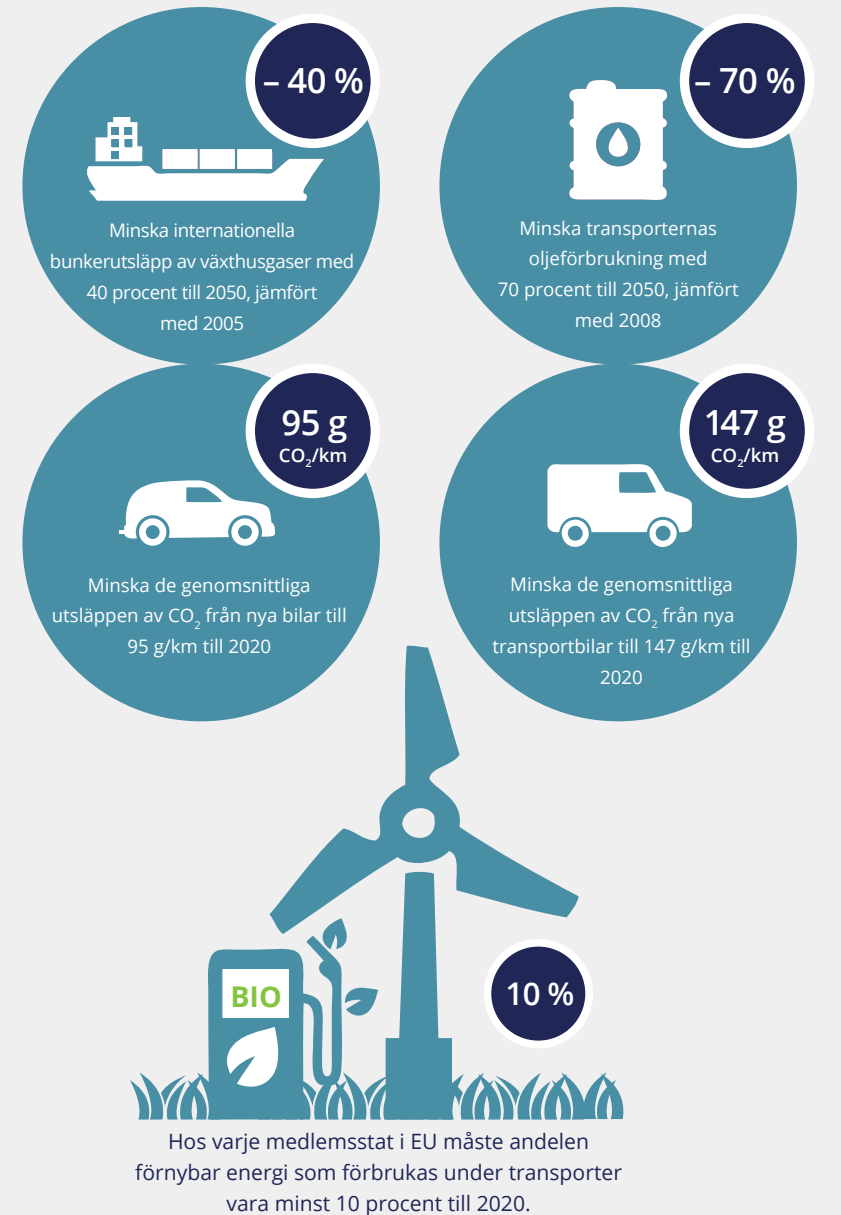 – 40 %
Minska internationella
bunkerutsläpp av växthusgaser med
40 procent till 2050, jämfört
med 2005
– 70 %
Minska transporternas
oljeförbrukning med
70 procent till 2050, jämfört
med 2008
95 g
CO₂/km
Minska de genomsnittliga
utsläppen av CO₂ från nya bilar till
95 g/km till 2020
147 g
CO₂/km
Minska de genomsnittliga
utsläppen av CO₂ från nya
transportbilar till 147 g/km till
2020
BIO
10 %
Hos varje medlemsstat i EU måste andelen
förnybar energi som förbrukas under transporter
vara minst 10 procent till 2020.